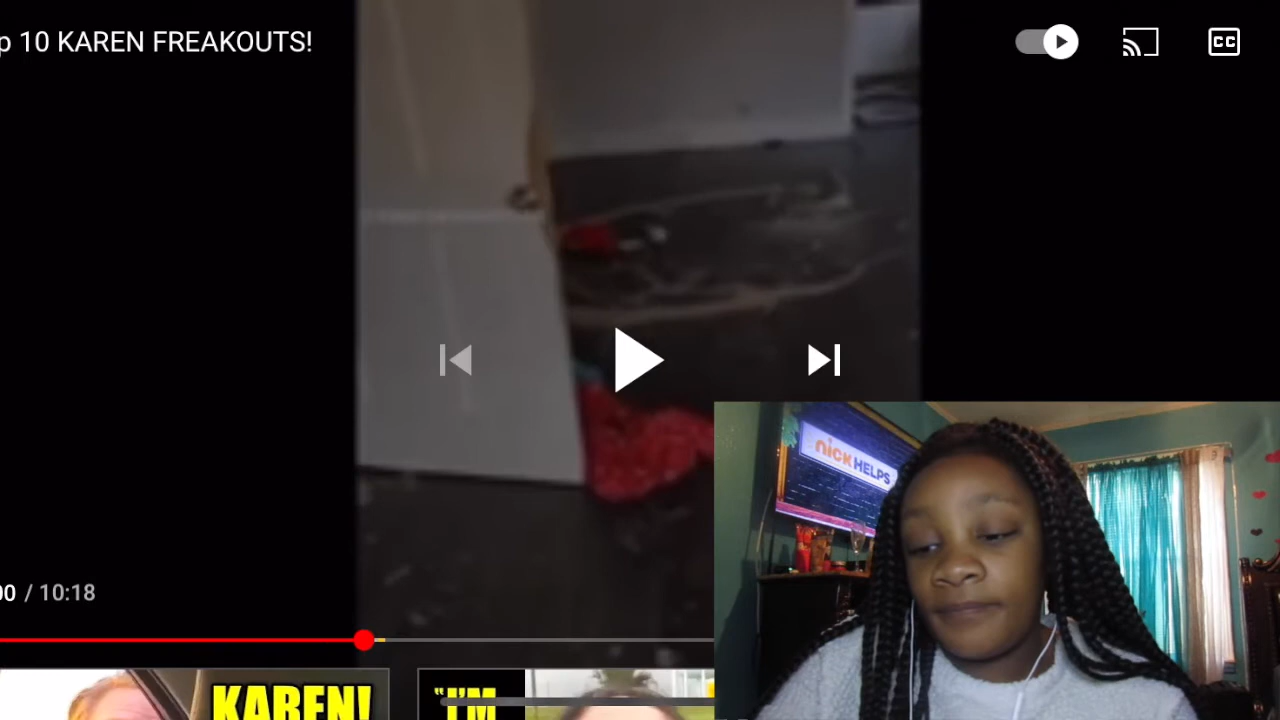 p 10 KAREN FREAKOUTS!
CC
nick HELPS
00 / 10:18
KAREN!
"I'M